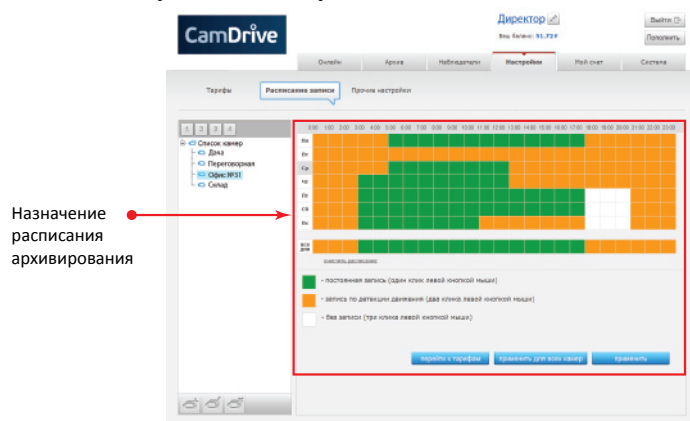 CamDrive
Директор
Ваш баланс: 51.72 ₽
Выйти
Пополнить
Онлайн Архив Наблюдатели Настройки Мой счет Система
Тарифы Расписание записи Прочие настройки
1 2 3 4
Список камер
Дача
Переговорная
Офис №31
Склад
0:00 1:00 2:00 3:00 4:00 5:00 6:00 7:00 8:00 9:00 10:00 11:00 12:00 13:00 14:00 15:00 16:00 17:00 18:00 19:00 20:00 21:00 22:00 23:00
Пн
Вт
Ср
Чт
Пт
Сб
Вс
все дни
очистить расписание
- постоянная запись (один клик левой кнопкой мыши)
- запись по детекции движения (два клика левой кнопкой мыши)
- без записи (три клика левой кнопкой мыши)
перейти к тарифам применить для всех камер применить
Назначение
расписания
архивирования